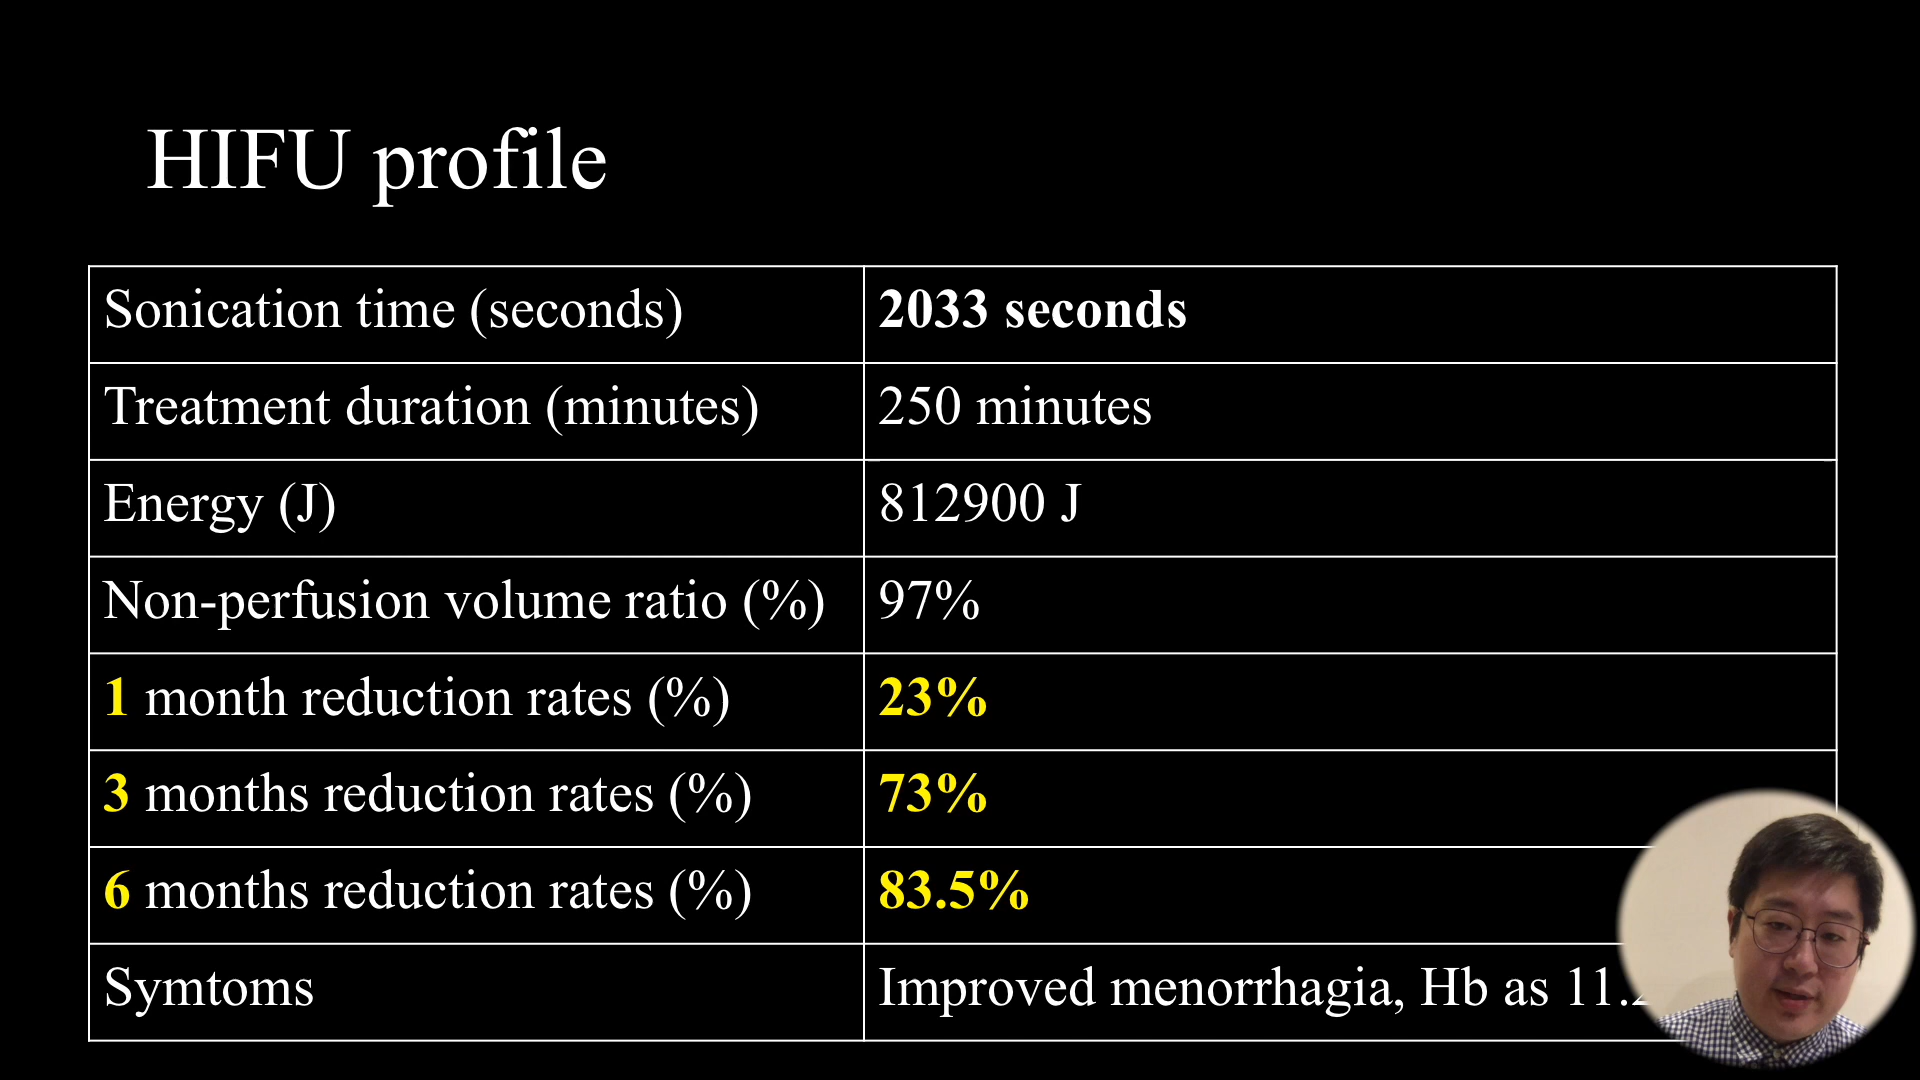 HIFU profile
Sonication time (seconds) 2033 seconds
Treatment duration (minutes) 250 minutes
Energy (J) 812900 J
Non-perfusion volume ratio (%) 97%
1 month reduction rates (%) 23%
3 months reduction rates (%) 73%
6 months reduction rates (%) 83.5%
Symtoms Improved menorrhagia, Hb as